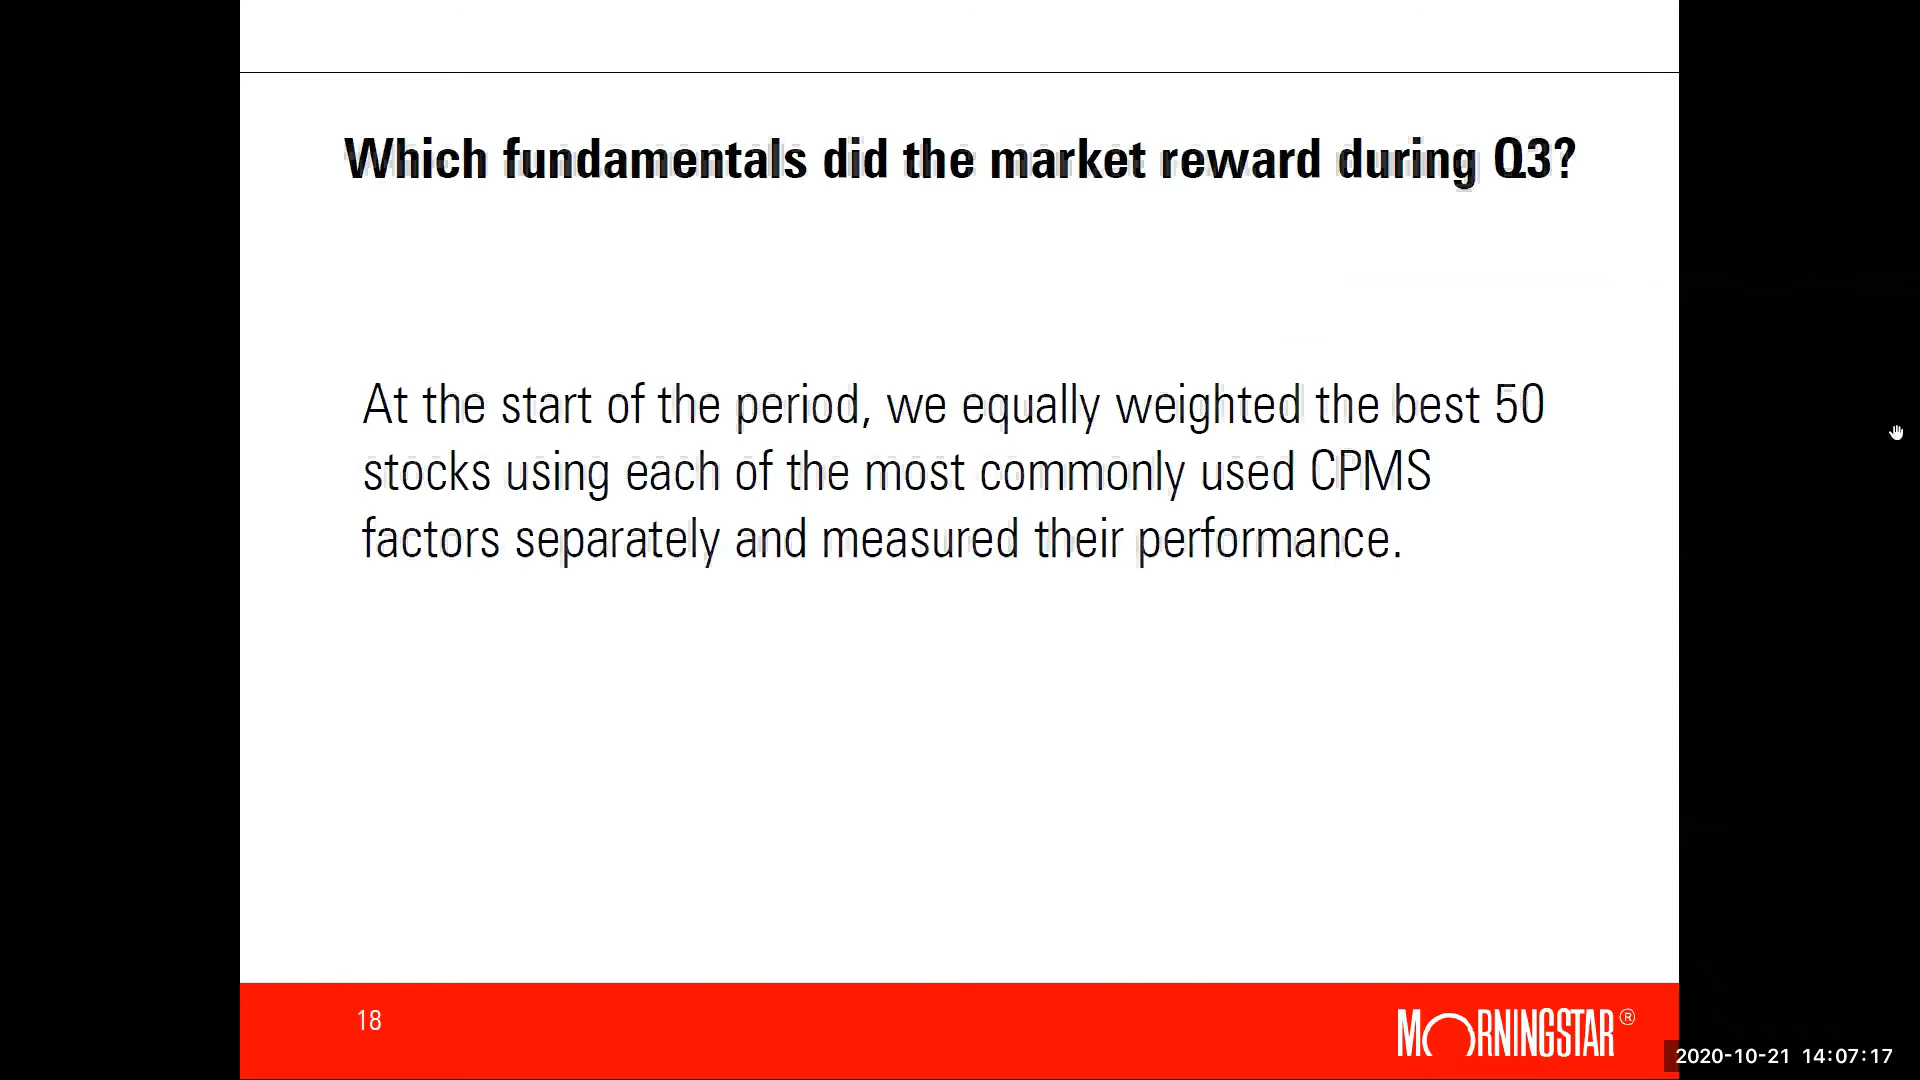 Which fundamentals did the market reward during Q3?
At the start of the period, we equally weighted the best 50
stocks using each of the most commonly used CPMS
factors separately and measured their performance.
18
MORNINGSTAR®
2020-10-21 14:07:17